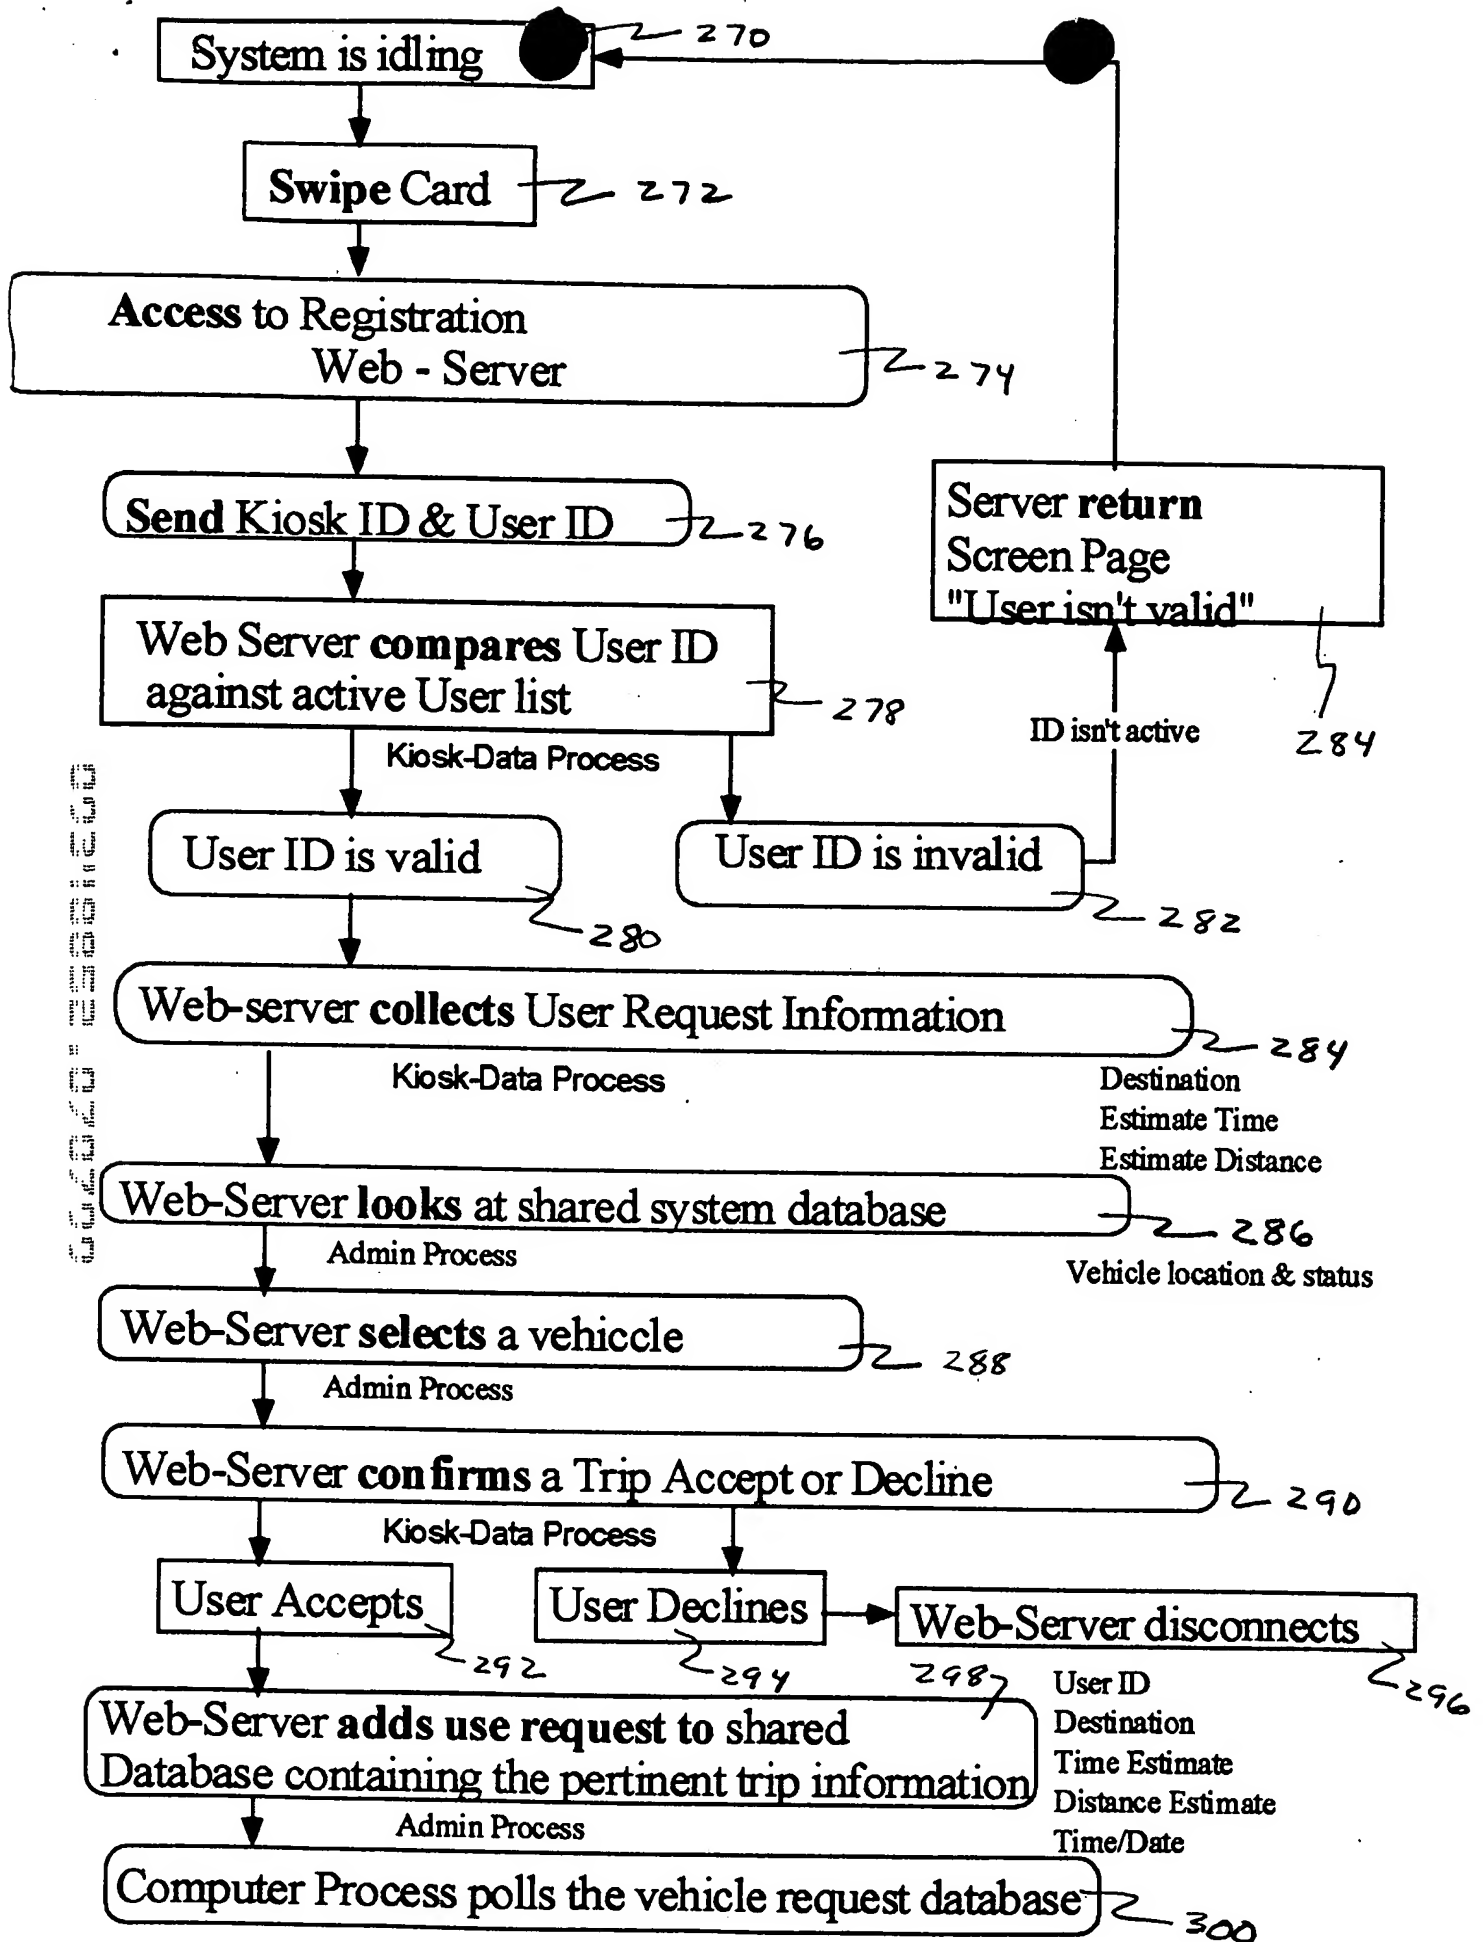 System is idling
270
Swipe Card
272
Access to Registration
Web - Server
274
Send Kiosk ID & User ID
276
Server return
Screen Page
"User isn't valid"
284
Web Server compares User ID
against active User list
278
ID isn't active
Kiosk-Data Process
User ID is valid
280
User ID is invalid
282
Web-server collects User Request Information
284
Kiosk-Data Process
Destination
Estimate Time
Estimate Distance
Web-Server looks at shared system database
286
Admin Process
Vehicle location & status
Web-Server selects a vehiccle
288
Admin Process
Web-Server confirms a Trip Accept or Decline
290
Kiosk-Data Process
User Accepts
292
User Declines
294
Web-Server disconnects
296
298
Web-Server adds use request to shared
Database containing the pertinent trip information
User ID
Destination
Time Estimate
Distance Estimate
Time/Date
Admin Process
Computer Process polls the vehicle request database
300